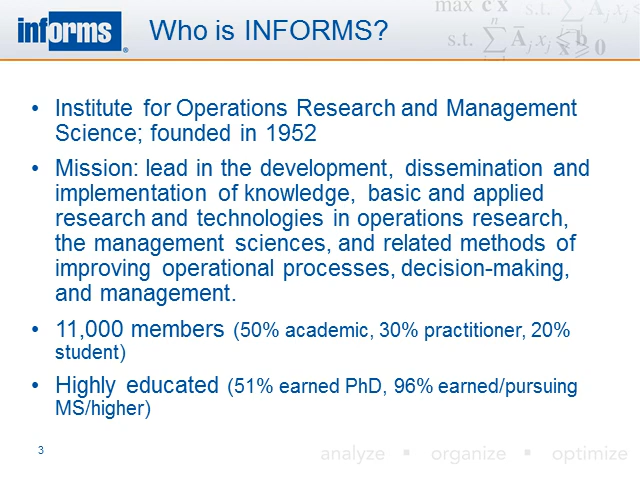 informs®
Who is INFORMS?
max c x
s.t. ∑ A̅j xj ≤ b
x ≥ 0
• Institute for Operations Research and Management
Science; founded in 1952
• Mission: lead in the development, dissemination and
implementation of knowledge, basic and applied
research and technologies in operations research,
the management sciences, and related methods of
improving operational processes, decision-making,
and management.
• 11,000 members (50% academic, 30% practitioner, 20%
student)
• Highly educated (51% earned PhD, 96% earned/pursuing
MS/higher)
3
analyze ▪ organize ▪ optimize